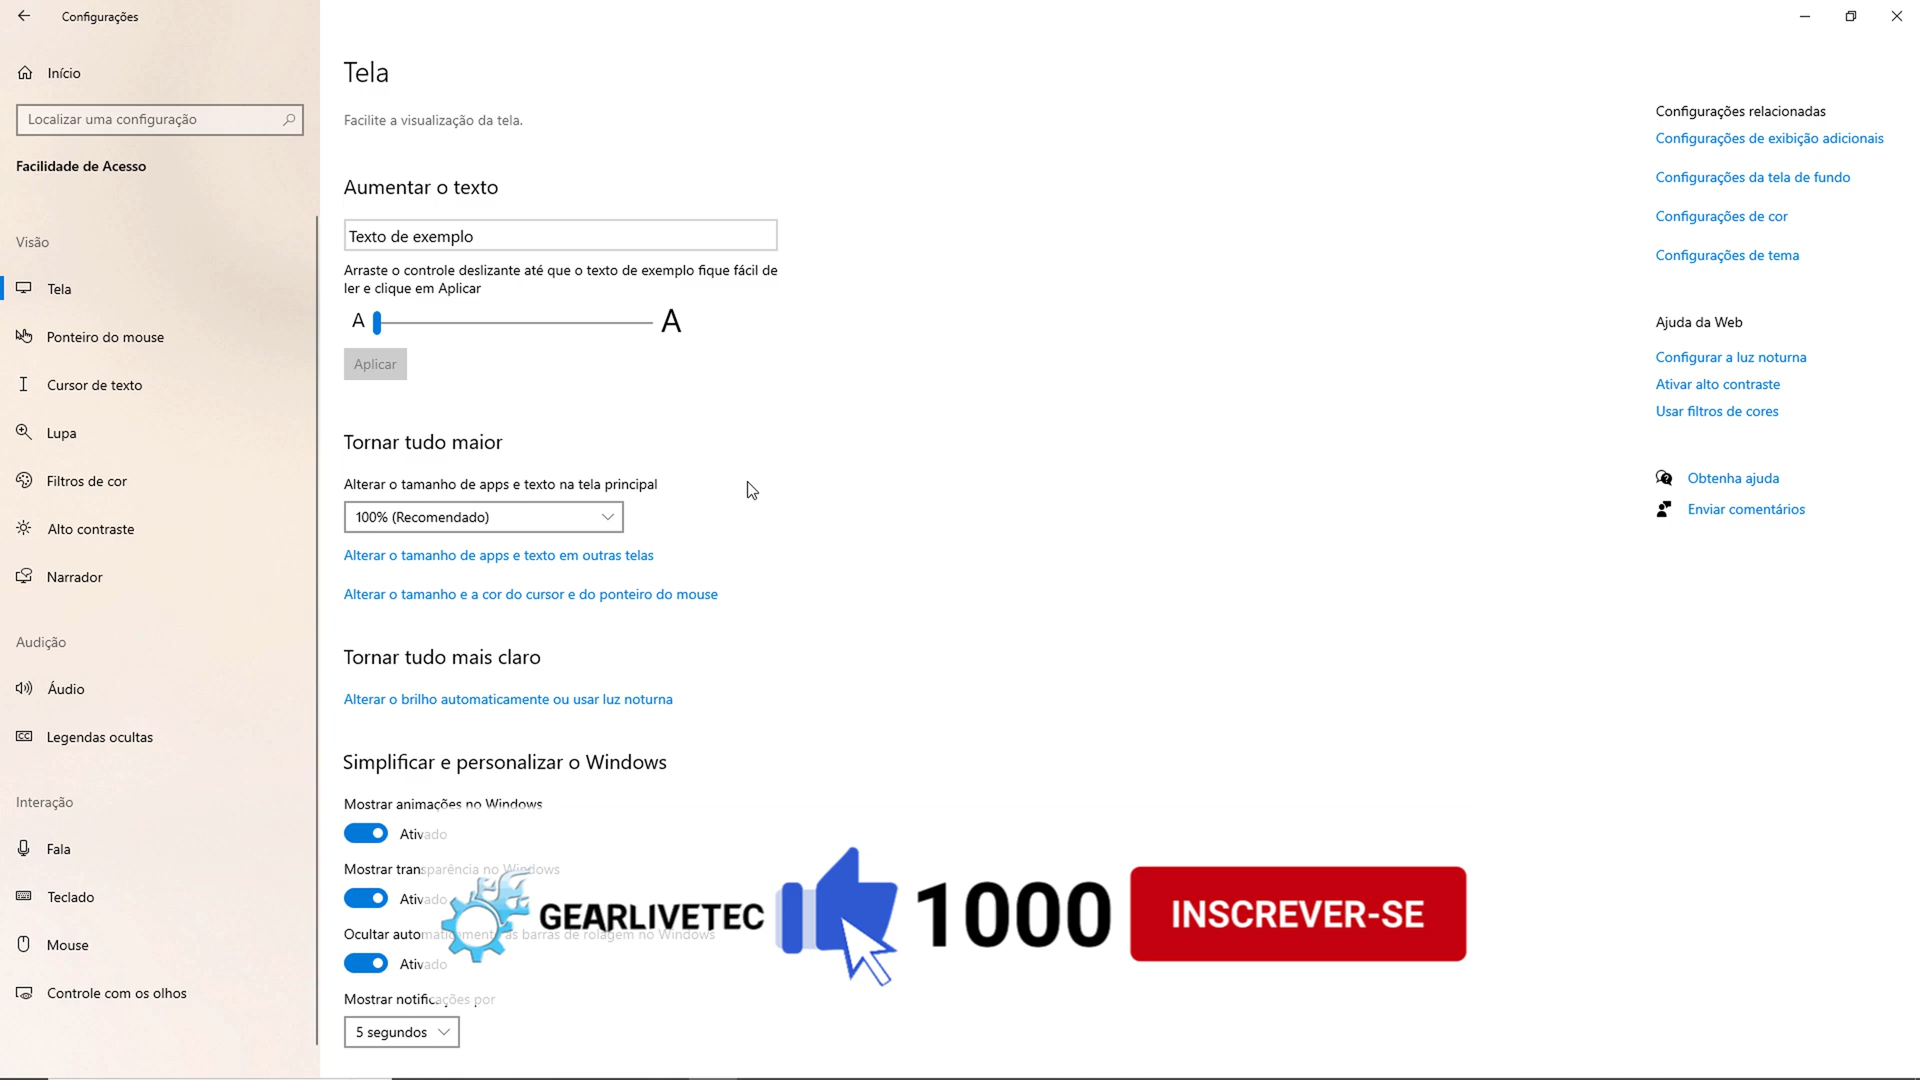 Configurações
Início
Localizar uma configuração
Facilidade de Acesso
Visão
Tela
Ponteiro do mouse
Cursor de texto
Lupa
Filtros de cor
Alto contraste
Narrador
Audição
Áudio
Legendas ocultas
Interação
Fala
Teclado
Mouse
Controle com os olhos
Tela
Facilite a visualização da tela.
Aumentar o texto
Texto de exemplo
Arraste o controle deslizante até que o texto de exemplo fique fácil de
ler e clique em Aplicar
A A
Aplicar
Tornar tudo maior
Alterar o tamanho de apps e texto na tela principal
100% (Recomendado)
Alterar o tamanho de apps e texto em outras telas
Alterar o tamanho e a cor do cursor e do ponteiro do mouse
Tornar tudo mais claro
Alterar o brilho automaticamente ou usar luz noturna
Simplificar e personalizar o Windows
Mostrar animações no Windows
Ativado
Mostrar transparência no Windows
Ativado
Ocultar automaticamente as barras de rolagem no Windows
Ativado
Mostrar notificações por
5 segundos
GEARLIVETEC
1000
INSCREVER-SE
Configurações relacionadas
Configurações de exibição adicionais
Configurações da tela de fundo
Configurações de cor
Configurações de tema
Ajuda da Web
Configurar a luz noturna
Ativar alto contraste
Usar filtros de cores
Obtenha ajuda
Enviar comentários